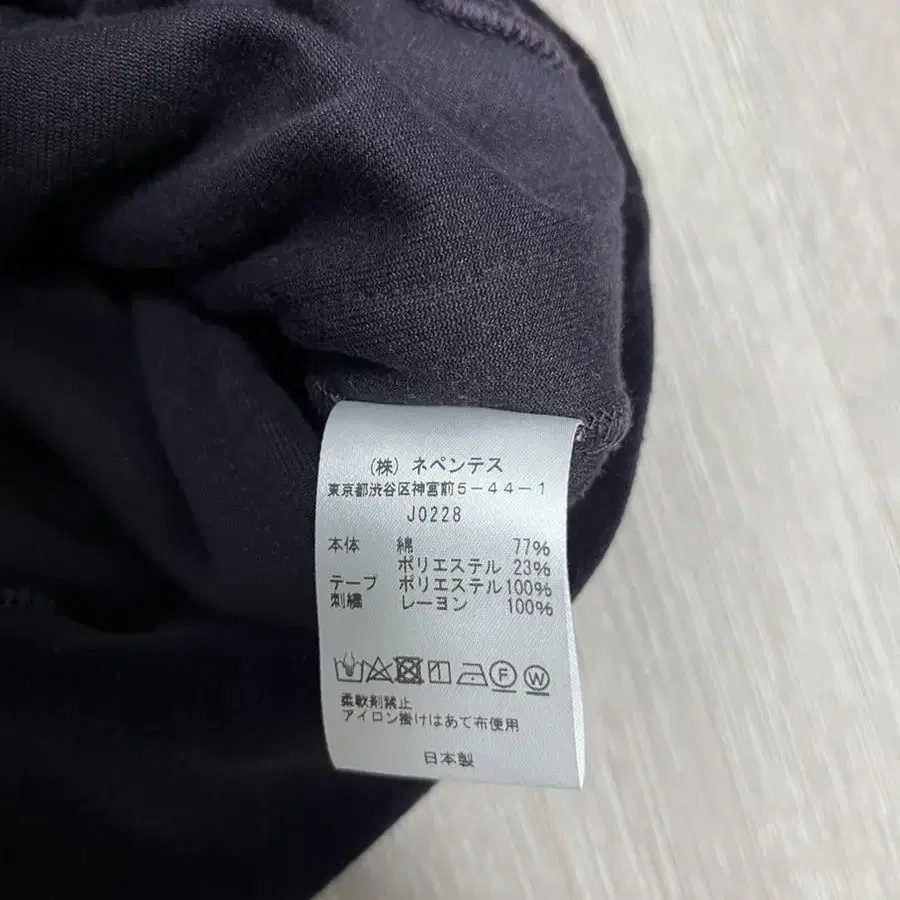 (株) ネペンテス
東京都渋谷区神宮前5-44-1
J0228
本体 綿 77%
ポリエステル 23%
テープ ポリエステル 100%
刺繍 レーヨン 100%
F W
柔軟剤禁止
アイロン掛けはあて布使用
日本製